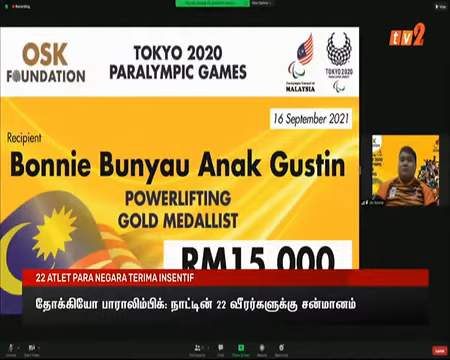 Recording
tv2
OSK
FOUNDATION
TOKYO 2020
PARALYMPIC GAMES
MALAYSIA
TOKYO 2020
16 September 2021
Recipient
Bonnie Bunyau Anak Gustin
POWERLIFTING
GOLD MEDALLIST
RM15,000
22 ATLET PARA NEGARA TERIMA INSENTIF
தோக்கியோ பாராலிம்பிக்: நாட்டின் 22 வீரர்களுக்கு சன்மானம்